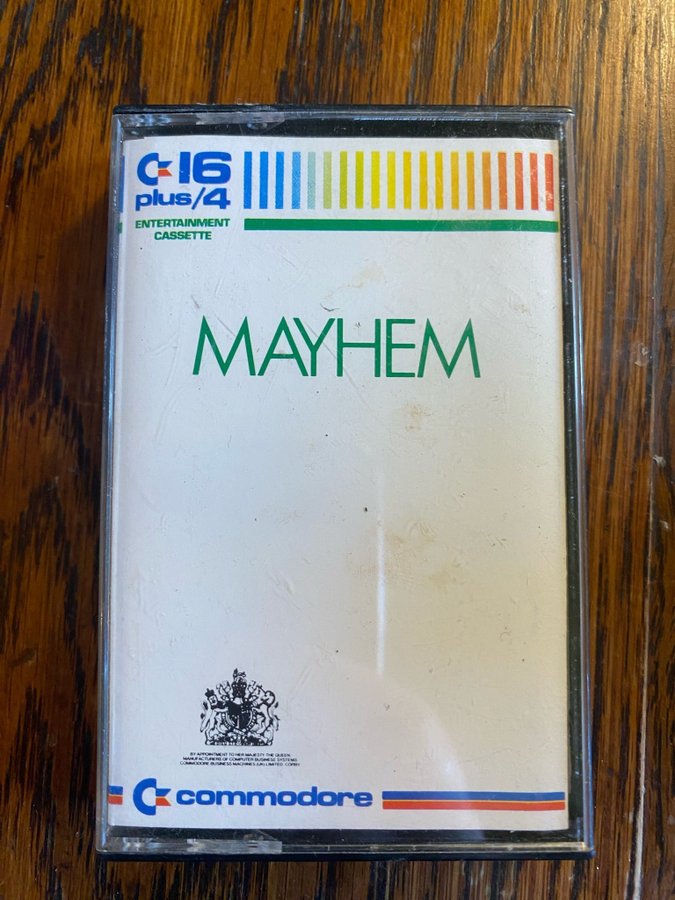 C16
plus/4
ENTERTAINMENT
CASSETTE
MAYHEM
BY APPOINTMENT TO HER MAJESTY THE QUEEN
MANUFACTURERS OF COMPUTER BUSINESS SYSTEMS
COMMODORE BUSINESS MACHINES (UK) LIMITED, CORBY
commodore